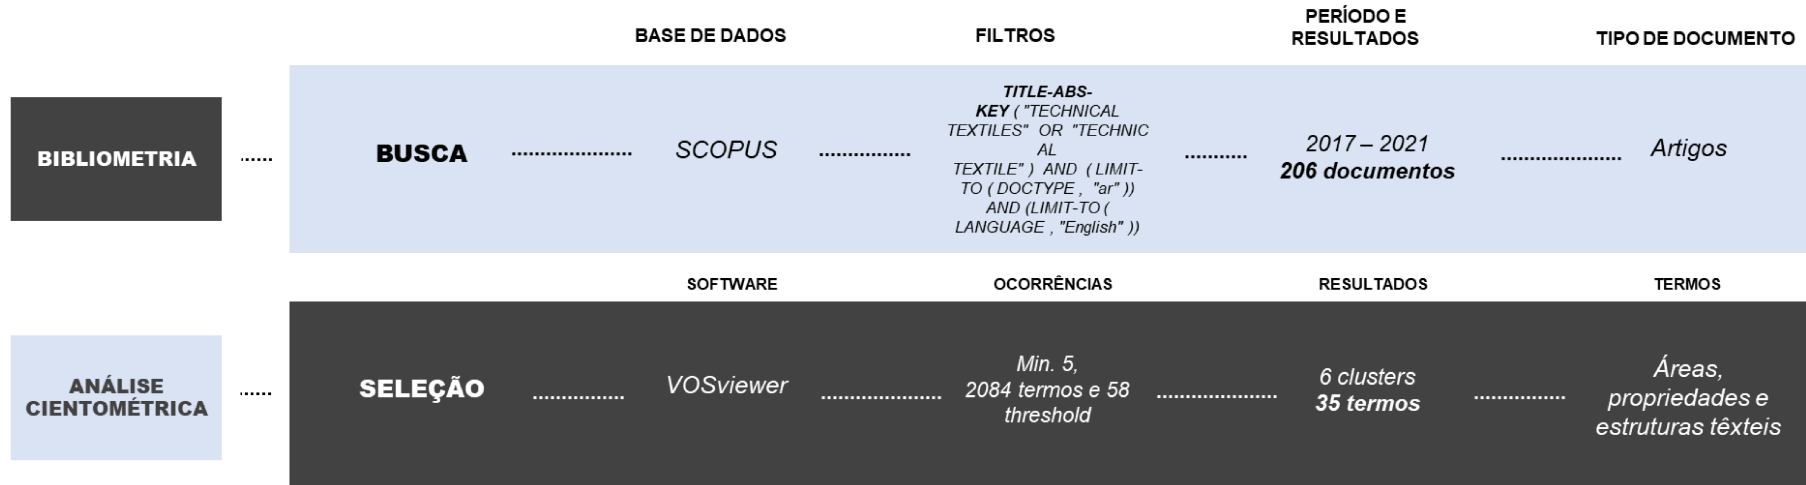 BASE DE DADOS
FILTROS
PERÍODO E
RESULTADOS
TIPO DE DOCUMENTO
BIBLIOMETRIA
BUSCA
SCOPUS
TITLE-ABS-
KEY ( "TECHNICAL
TEXTILES" OR "TECHNIC
AL
TEXTILE" ) AND ( LIMIT-
TO ( DOCTYPE , "ar" ))
AND (LIMIT-TO (
LANGUAGE , "English" ))
2017 – 2021
206 documentos
Artigos
SOFTWARE
OCORRÊNCIAS
RESULTADOS
TERMOS
ANÁLISE
CIENTOMÉTRICA
SELEÇÃO
VOSviewer
Min. 5,
2084 termos e 58
threshold
6 clusters
35 termos
Áreas,
propriedades e
estruturas têxteis